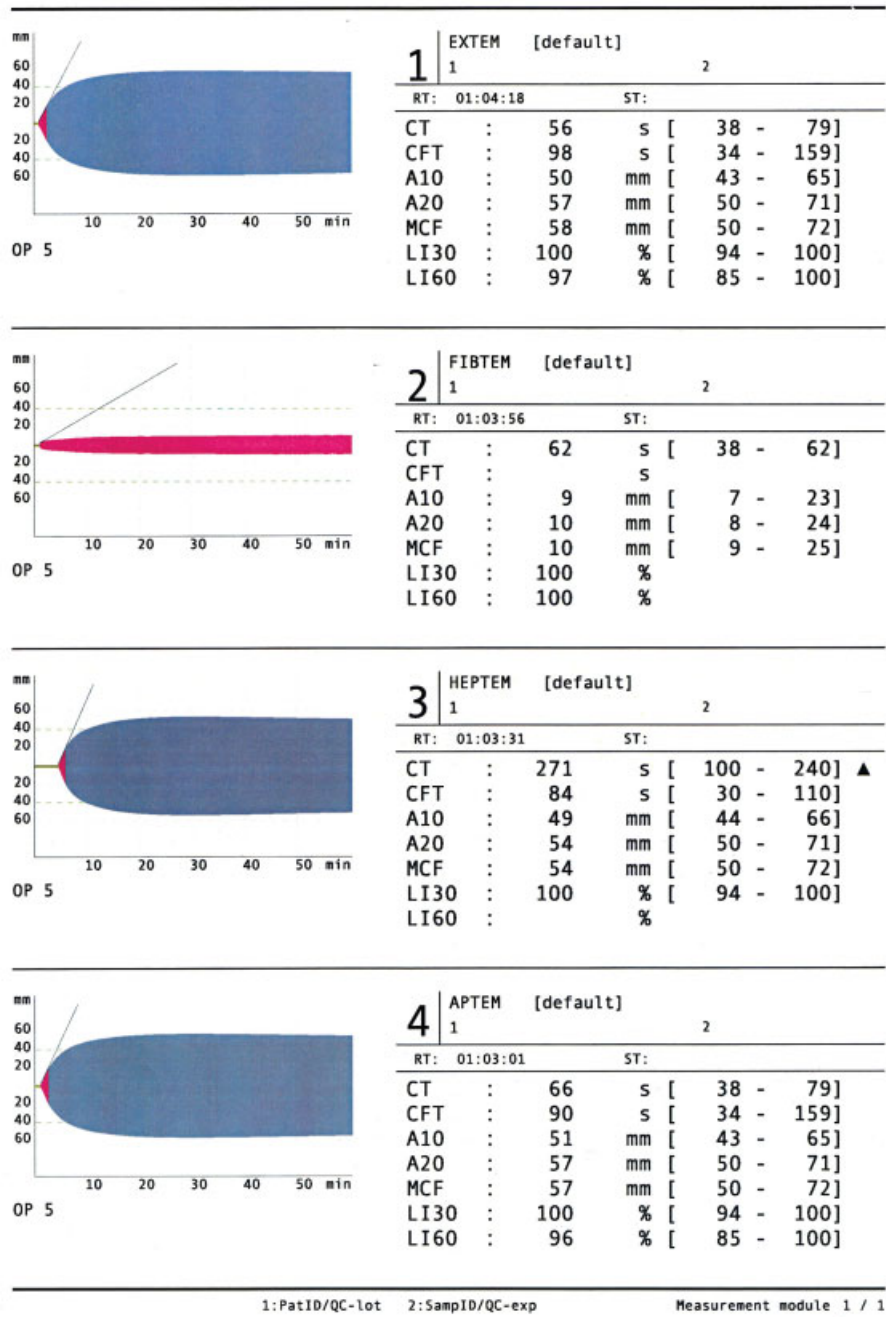 mm
60
40
20
20
40
60
10 20 30 40 50 min
OP 5
1 EXTEM [default]
1 2
RT: 01:04:18 ST:
CT : 56 s [ 38 - 79]
CFT : 98 s [ 34 - 159]
A10 : 50 mm [ 43 - 65]
A20 : 57 mm [ 50 - 71]
MCF : 58 mm [ 50 - 72]
LI30 : 100 % [ 94 - 100]
LI60 : 97 % [ 85 - 100]
mm
60
40
20
20
40
60
10 20 30 40 50 min
OP 5
2 FIBTEM [default]
1 2
RT: 01:03:56 ST:
CT : 62 s [ 38 - 62]
CFT : s
A10 : 9 mm [ 7 - 23]
A20 : 10 mm [ 8 - 24]
MCF : 10 mm [ 9 - 25]
LI30 : 100 %
LI60 : 100 %
mm
60
40
20
20
40
60
10 20 30 40 50 min
OP 5
3 HEPTEM [default]
1 2
RT: 01:03:31 ST:
CT : 271 s [ 100 - 240] ▲
CFT : 84 s [ 30 - 110]
A10 : 49 mm [ 44 - 66]
A20 : 54 mm [ 50 - 71]
MCF : 54 mm [ 50 - 72]
LI30 : 100 % [ 94 - 100]
LI60 : %
mm
60
40
20
20
40
60
10 20 30 40 50 min
OP 5
4 APTEM [default]
1 2
RT: 01:03:01 ST:
CT : 66 s [ 38 - 79]
CFT : 90 s [ 34 - 159]
A10 : 51 mm [ 43 - 65]
A20 : 57 mm [ 50 - 71]
MCF : 57 mm [ 50 - 72]
LI30 : 100 % [ 94 - 100]
LI60 : 96 % [ 85 - 100]
1:PatID/QC-lot 2:SampID/QC-exp Measurement module 1 / 1